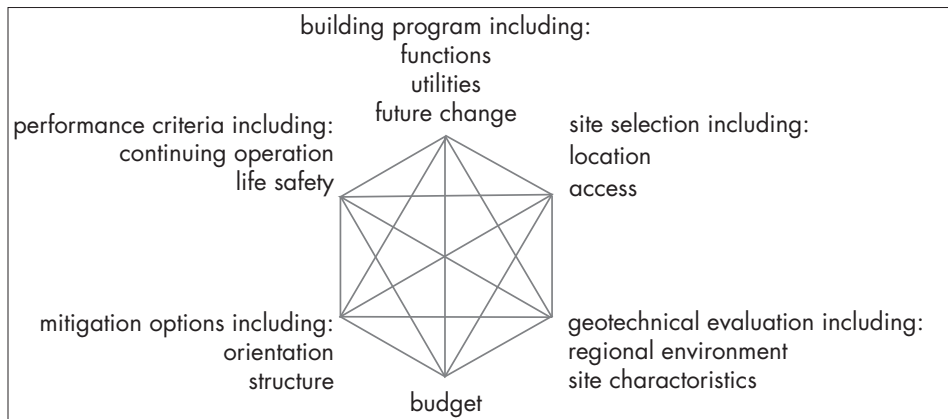 building program including:
functions
utilities
future change
performance criteria including:
continuing operation
life safety
site selection including:
location
access
mitigation options including:
orientation
structure
geotechnical evaluation including:
regional environment
site charactoristics
budget